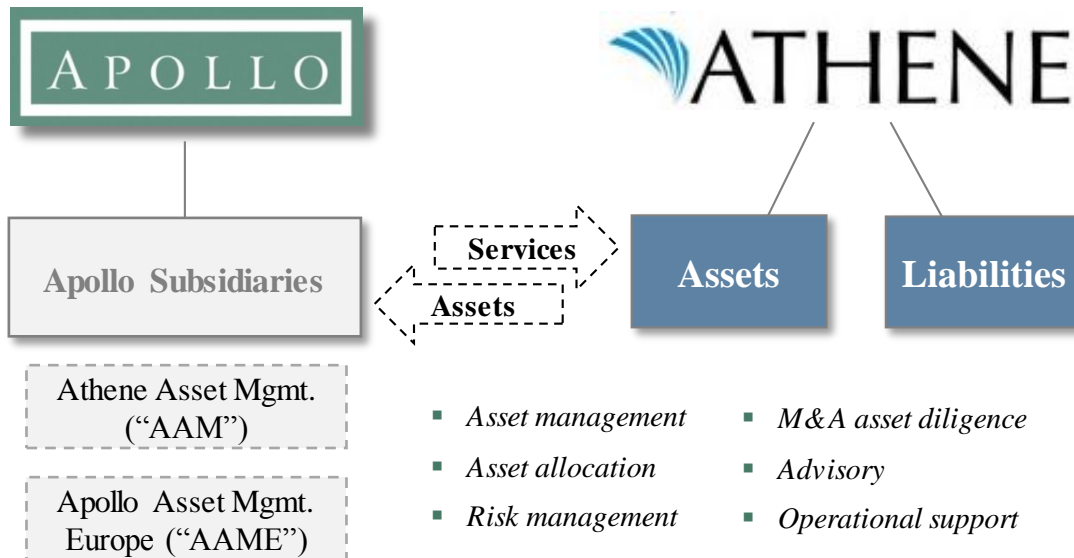 APOLLO
ATHENE
Apollo Subsidiaries
Services
Assets
Assets
Liabilities
Athene Asset Mgmt.
(“AAM”)
Apollo Asset Mgmt.
Europe (“AAME”)
▪ Asset management
▪ Asset allocation
▪ Risk management
▪ M&A asset diligence
▪ Advisory
▪ Operational support